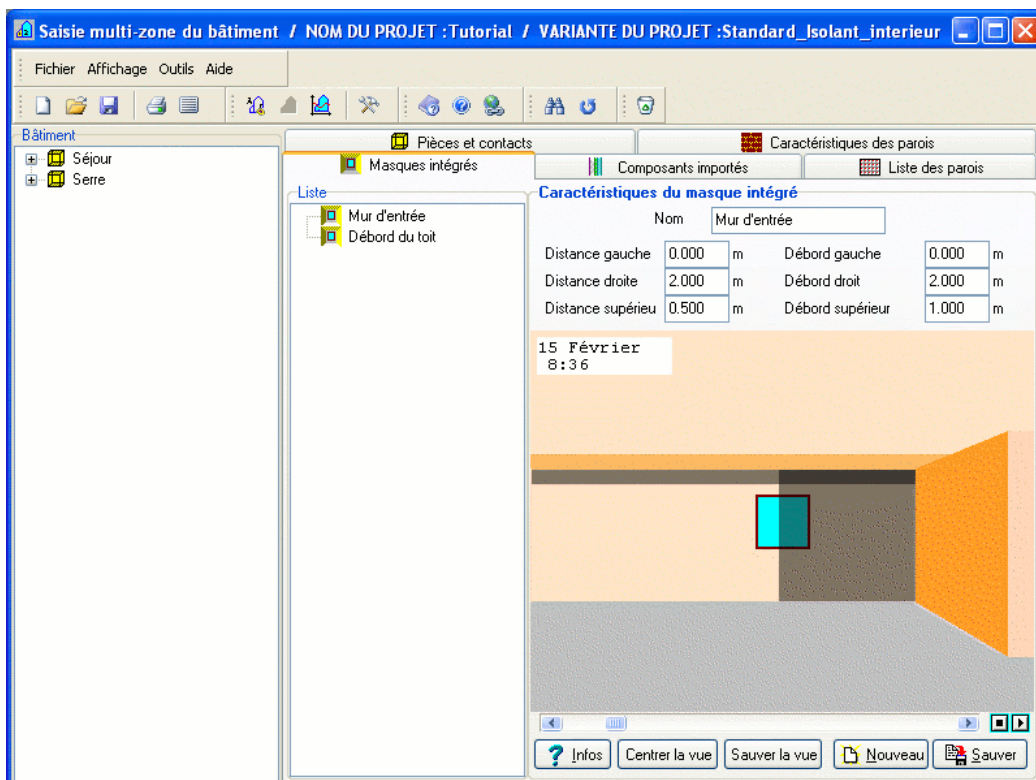 Saisie multi-zone du bâtiment / NOM DU PROJET :Tutorial / VARIANTE DU PROJET :Standard_Isolant_interieur
Fichier Affichage Outils Aide
Bâtiment
Séjour
Serre
Pièces et contacts
Caractéristiques des parois
Masques intégrés
Composants importés
Liste des parois
Liste
Mur d'entrée
Débord du toit
Caractéristiques du masque intégré
Nom Mur d'entrée
Distance gauche 0.000 m Débord gauche 0.000 m
Distance droite 2.000 m Débord droit 2.000 m
Distance supérieu 0.500 m Débord supérieur 1.000 m
15 Février
8:36
? Infos Centrer la vue Sauver la vue Nouveau Sauver